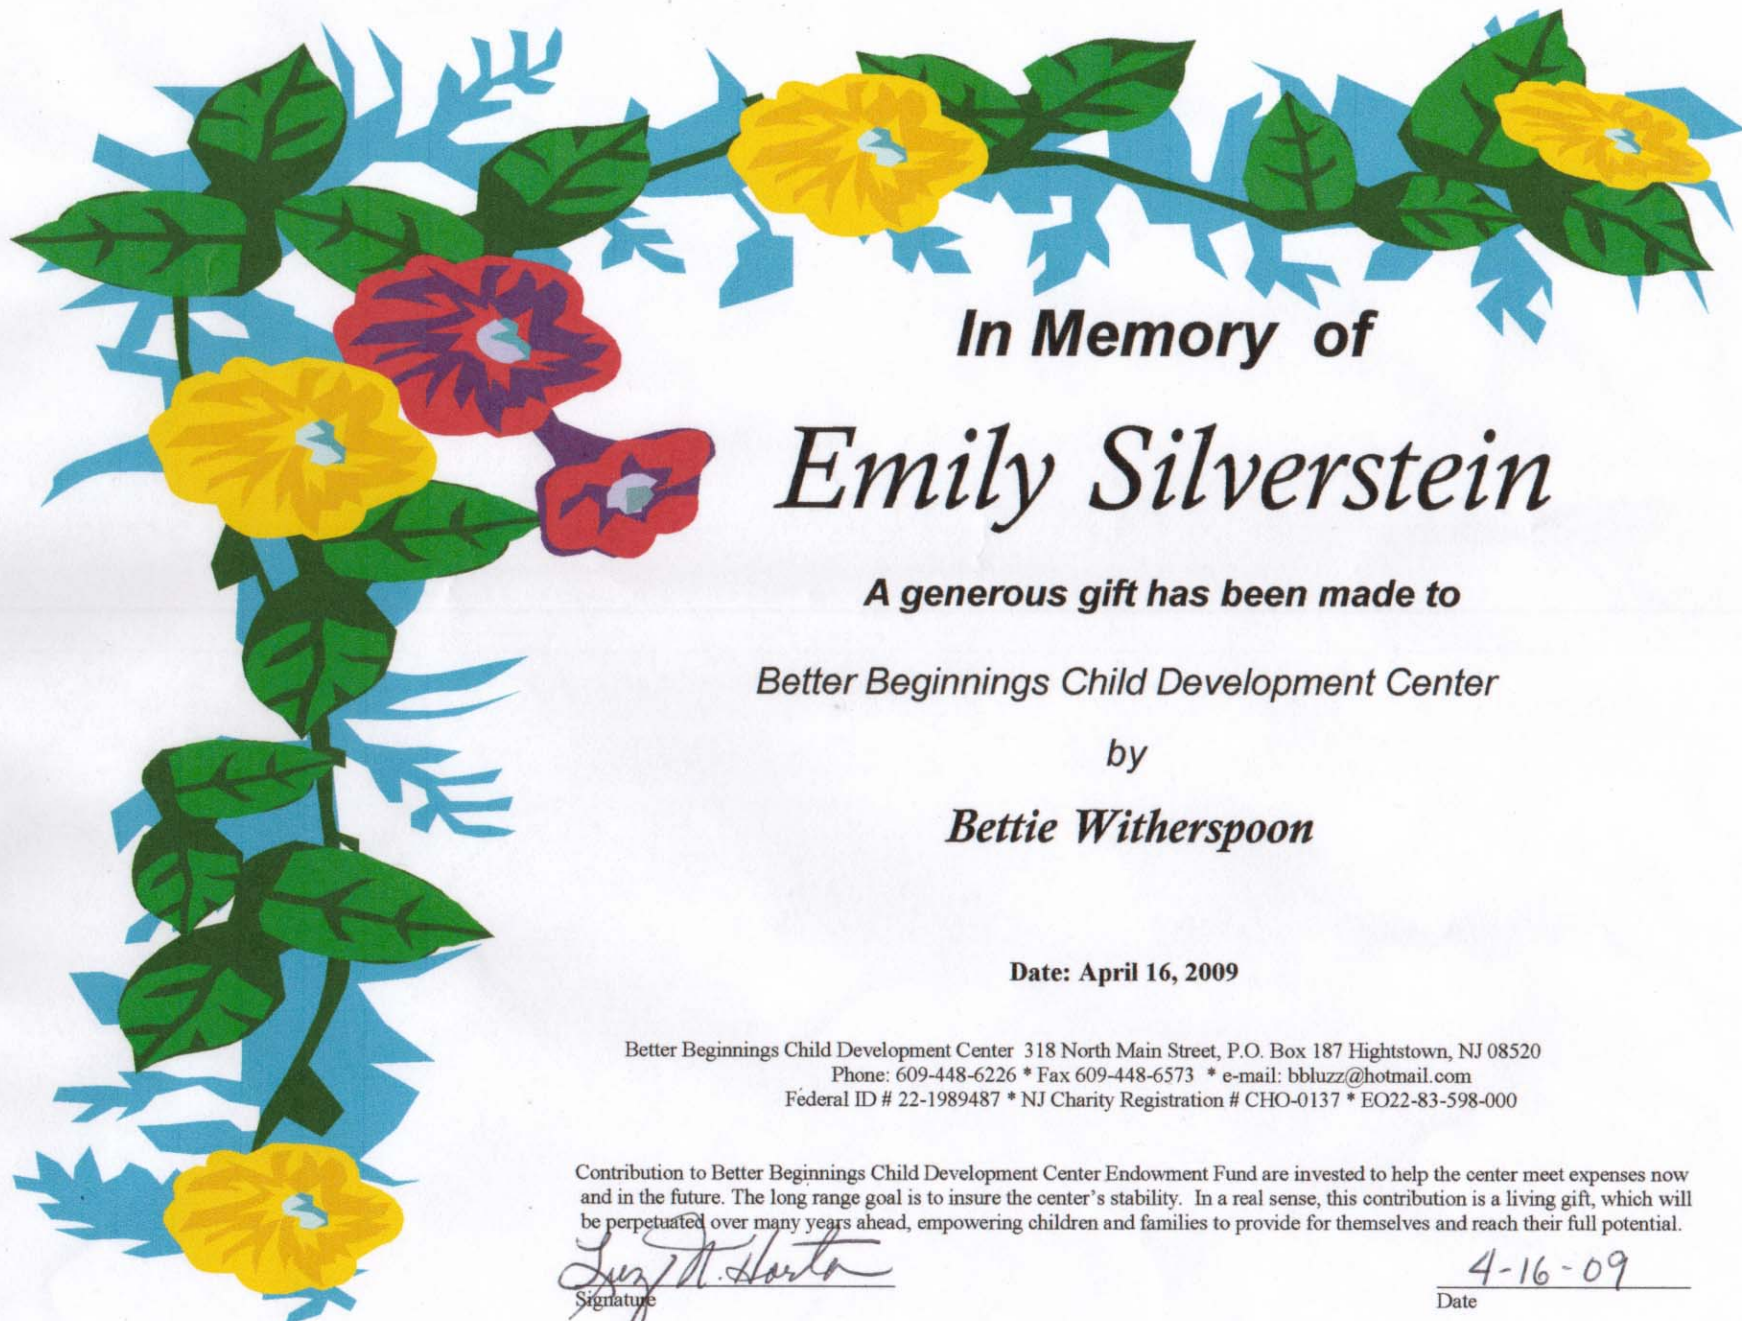 In Memory of
Emily Silverstein
A generous gift has been made to
Better Beginnings Child Development Center
by
Bettie Witherspoon
Date: April 16, 2009
Better Beginnings Child Development Center 318 North Main Street, P.O. Box 187 Hightstown, NJ 08520
Phone: 609-448-6226 * Fax 609-448-6573 * e-mail: bbluzz@hotmail.com
Federal ID # 22-1989487 * NJ Charity Registration # CHO-0137 * EO22-83-598-000
Contribution to Better Beginnings Child Development Center Endowment Fund are invested to help the center meet expenses now
and in the future. The long range goal is to insure the center's stability. In a real sense, this contribution is a living gift, which will
be perpetuated over many years ahead, empowering children and families to provide for themselves and reach their full potential.
4-16-09
Signature
Date